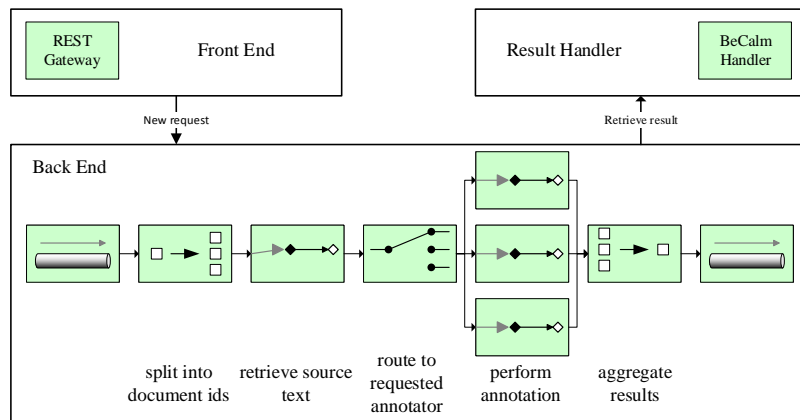 REST
Gateway
Front End
Result Handler
BeCalm
Handler
New request
Retrieve result
Back End
split into
document ids
retrieve source
text
route to
requested
annotator
perform
annotation
aggregate
results